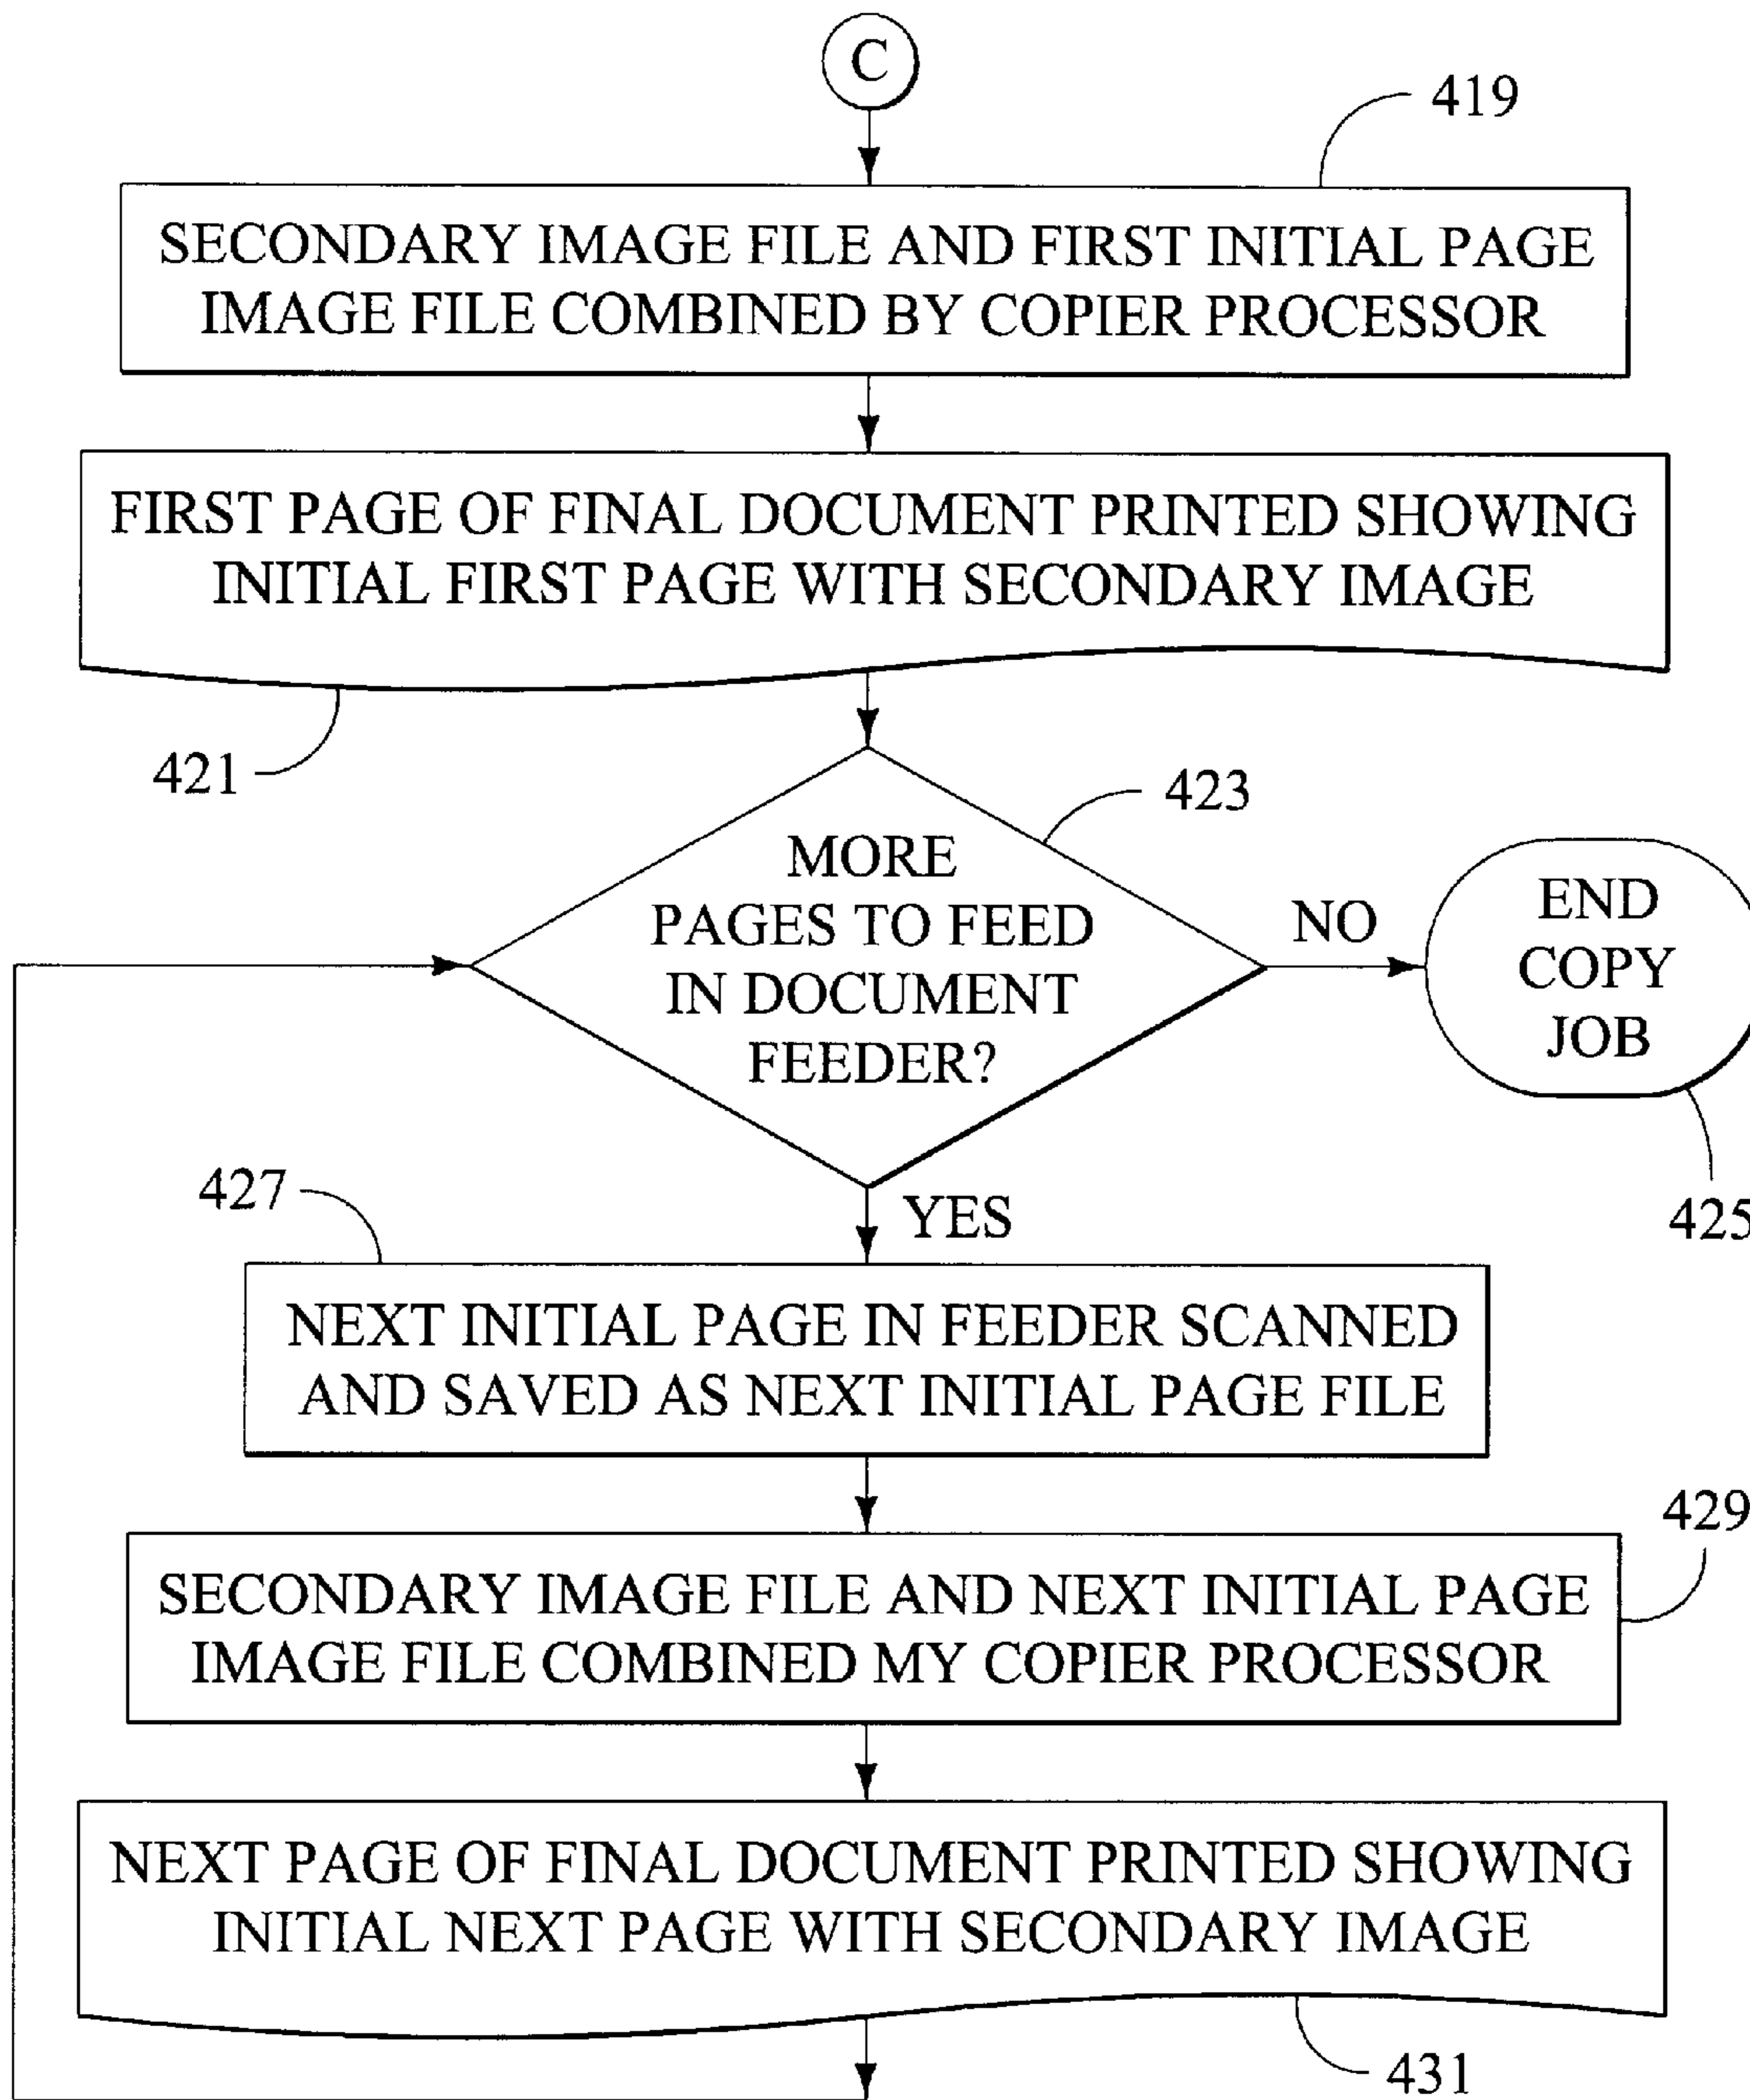 C
419
SECONDARY IMAGE FILE AND FIRST INITIAL PAGE
IMAGE FILE COMBINED BY COPIER PROCESSOR
FIRST PAGE OF FINAL DOCUMENT PRINTED SHOWING
INITIAL FIRST PAGE WITH SECONDARY IMAGE
421
423
MORE
PAGES TO FEED
IN DOCUMENT
FEEDER?
NO
END
COPY
JOB
425
YES
427
NEXT INITIAL PAGE IN FEEDER SCANNED
AND SAVED AS NEXT INITIAL PAGE FILE
429
SECONDARY IMAGE FILE AND NEXT INITIAL PAGE
IMAGE FILE COMBINED MY COPIER PROCESSOR
NEXT PAGE OF FINAL DOCUMENT PRINTED SHOWING
INITIAL NEXT PAGE WITH SECONDARY IMAGE
431